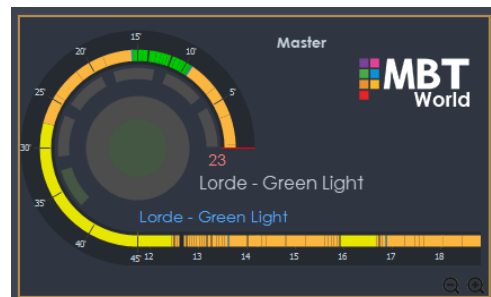 Master
MBT
World
15'
20'
10'
25'
5'
30'
23
Lorde - Green Light
35'
Lorde - Green Light
40'
45' 12 13 14 15 16 17 18